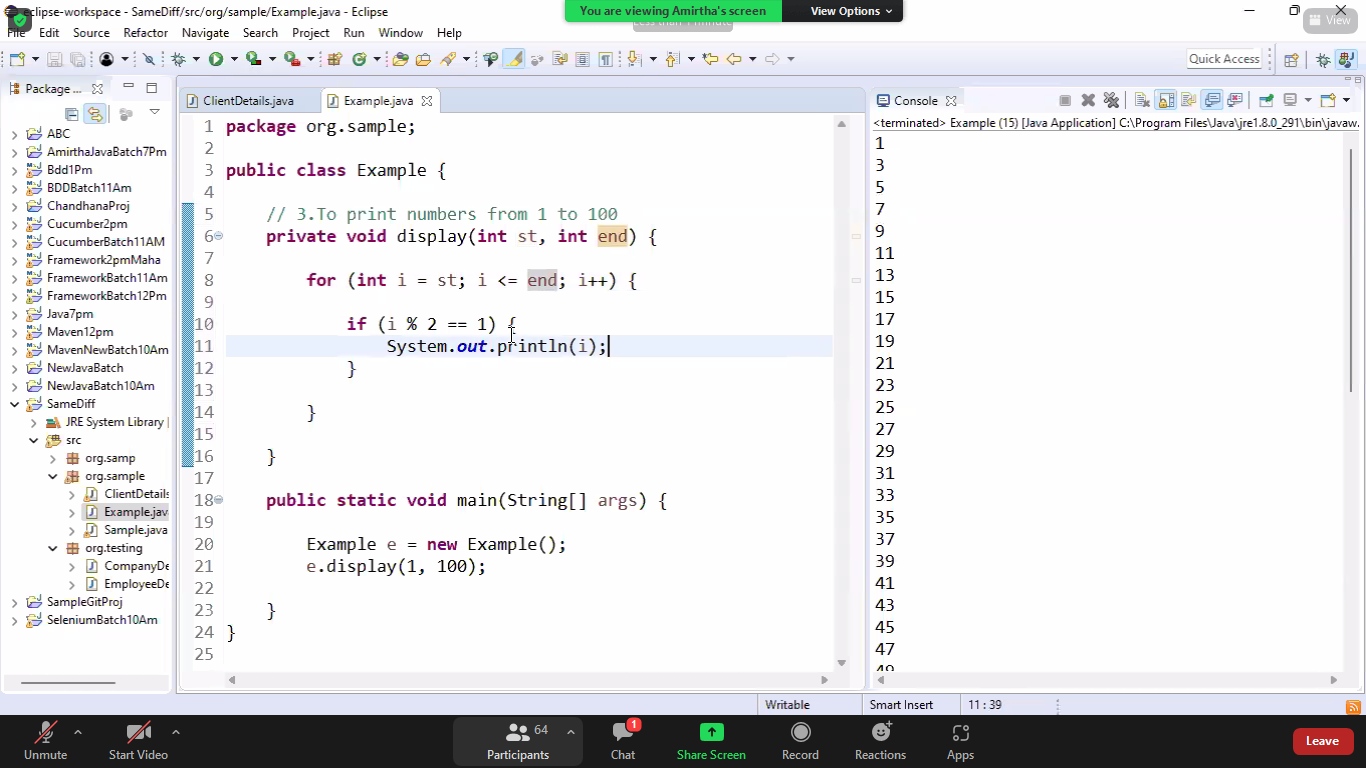 eclipse-workspace - SameDiff/src/org/sample/Example.java - Eclipse
You are viewing Amirtha's screen
View Options
View
File Edit Source Refactor Navigate Search Project Run Window Help
Quick Access
Package ...
ABC
AmirthaJavaBatch7Pm
Bdd1Pm
BDDBatch11Am
ChandhanaProj
Cucumber2pm
CucumberBatch11AM
Framework2pmMaha
FrameworkBatch11Am
FrameworkBatch12Pm
Java7pm
Maven12pm
MavenNewBatch10Am
NewJavaBatch
NewJavaBatch10Am
SameDiff
JRE System Library
src
org.samp
org.sample
ClientDetails
Example.jav
Sample.java
org.testing
CompanyDe
EmployeeDe
SampleGitProj
SeleniumBatch10Am
ClientDetails.java
Example.java
1 package org.sample;
2
3 public class Example {
4
5 // 3.To print numbers from 1 to 100
6 private void display(int st, int end) {
7
8 for (int i = st; i <= end; i++) {
9
10 if (i % 2 == 1) {
11 System.out.println(i);
12 }
13
14 }
15
16 }
17
18 public static void main(String[] args) {
19
20 Example e = new Example();
21 e.display(1, 100);
22
23 }
24 }
25
Console
<terminated> Example (15) [Java Application] C:\Program Files\Java\jre1.8.0_291\bin\javaw.
1
3
5
7
9
11
13
15
17
19
21
23
25
27
29
31
33
35
37
39
41
43
45
47
49
Writable
Smart Insert
11 : 39
Unmute
Start Video
64
Participants
1
Chat
Share Screen
Record
Reactions
Apps
Leave